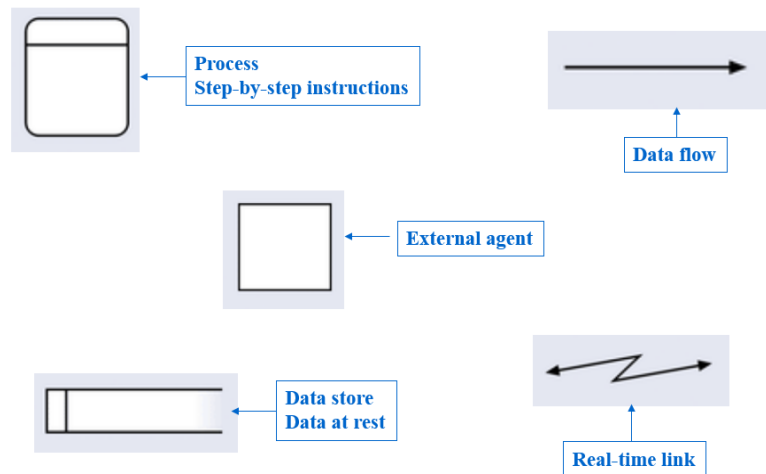 Process
Step-by-step instructions
Data flow
External agent
Data store
Data at rest
Real-time link